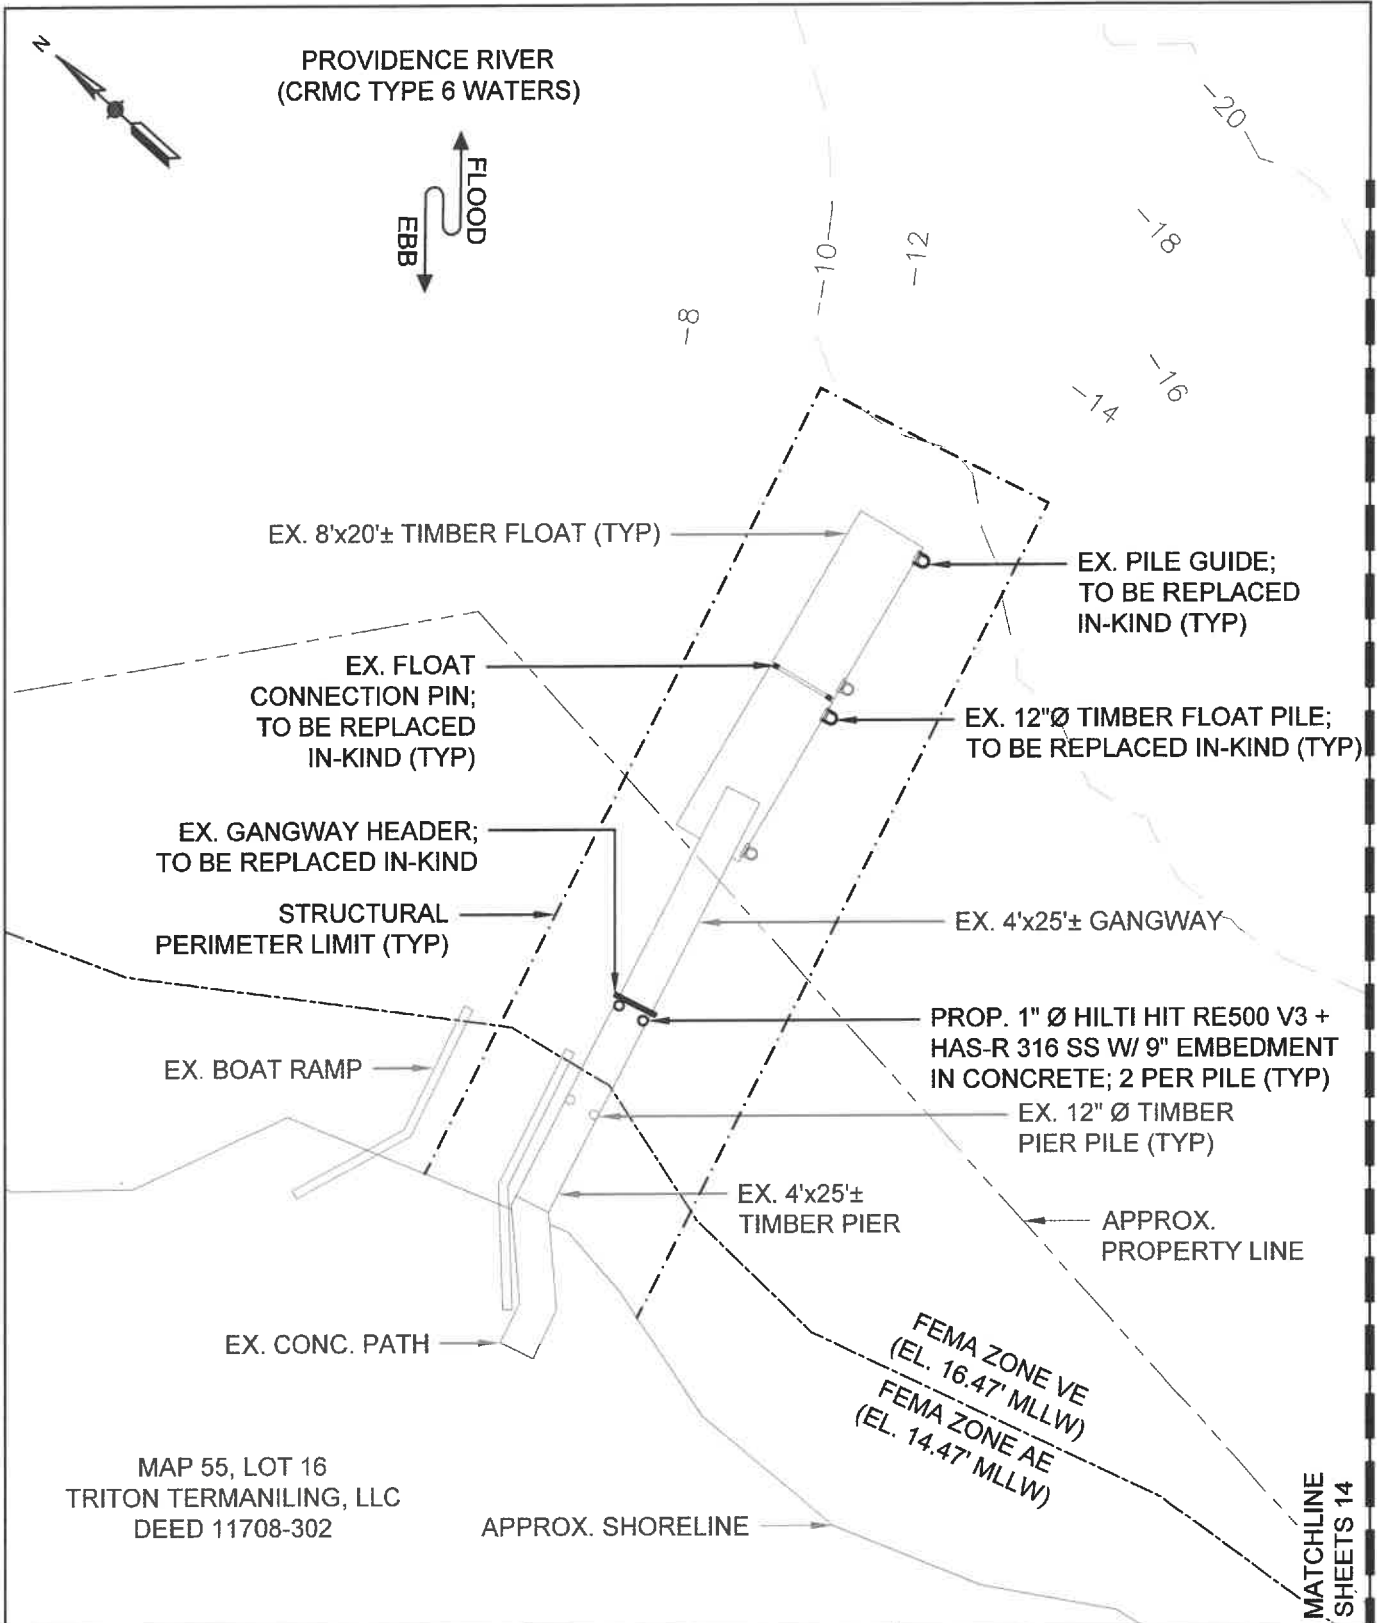 N
PROVIDENCE RIVER
(CRMC TYPE 6 WATERS)
FLOOD
EBB
-20
-18
-10
-12
-8
-16
-14
EX. 8'x20'± TIMBER FLOAT (TYP)
EX. PILE GUIDE;
TO BE REPLACED
IN-KIND (TYP)
EX. FLOAT
CONNECTION PIN;
TO BE REPLACED
IN-KIND (TYP)
EX. 12"Ø TIMBER FLOAT PILE;
TO BE REPLACED IN-KIND (TYP)
EX. GANGWAY HEADER;
TO BE REPLACED IN-KIND
STRUCTURAL
PERIMETER LIMIT (TYP)
EX. 4'x25'± GANGWAY
PROP. 1" Ø HILTI HIT RE500 V3 +
HAS-R 316 SS W/ 9" EMBEDMENT
IN CONCRETE; 2 PER PILE (TYP)
EX. BOAT RAMP
EX. 12" Ø TIMBER
PIER PILE (TYP)
EX. 4'x25'±
TIMBER PIER
APPROX.
PROPERTY LINE
EX. CONC. PATH
FEMA ZONE VE
(EL. 16.47' MLLW)
FEMA ZONE AE
(EL. 14.47' MLLW)
MAP 55, LOT 16
TRITON TERMANILING, LLC
DEED 11708-302
APPROX. SHORELINE
MATCHLINE
SHEETS 14